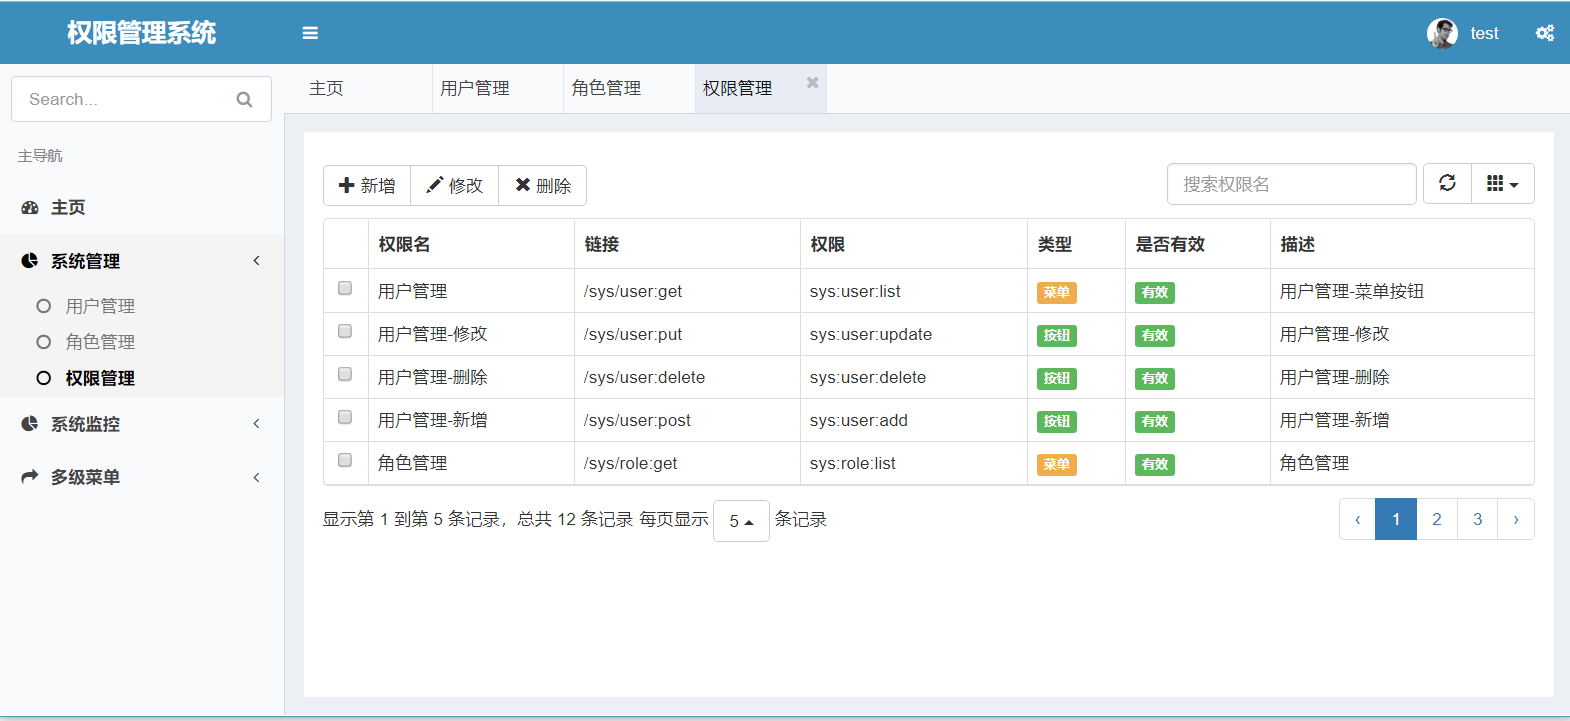 权限管理系统
test
Search...
主导航
主页
系统管理
用户管理
角色管理
权限管理
系统监控
多级菜单
主页 用户管理 角色管理 权限管理
新增 修改 删除
搜索权限名
权限名 链接 权限 类型 是否有效 描述
用户管理 /sys/user:get sys:user:list 菜单 有效 用户管理-菜单按钮
用户管理-修改 /sys/user:put sys:user:update 按钮 有效 用户管理-修改
用户管理-删除 /sys/user:delete sys:user:delete 按钮 有效 用户管理-删除
用户管理-新增 /sys/user:post sys:user:add 按钮 有效 用户管理-新增
角色管理 /sys/role:get sys:role:list 菜单 有效 角色管理
显示第 1 到第 5 条记录，总共 12 条记录 每页显示 5 条记录
‹ 1 2 3 ›